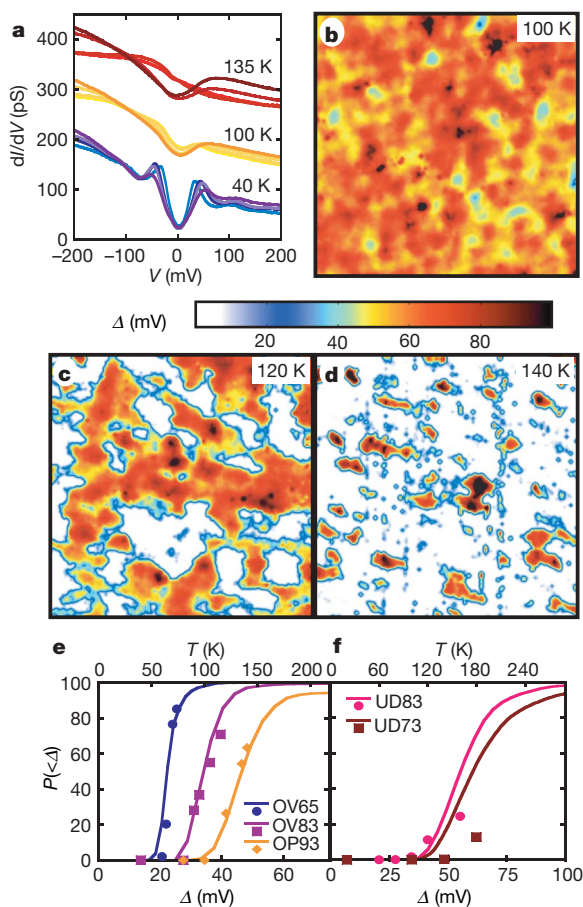 a
400
300
200
100
0
dI/dV (pS)
135 K
100 K
40 K
−200
−100
0
100
200
V (mV)
b
100 K
Δ (mV)
20
40
60
80
c
120 K
d
140 K
e
T (K)
0
50
100
150
200
100
80
60
40
20
0
P(<Δ)
OV65
OV83
OP93
0
20
40
60
Δ (mV)
f
T (K)
0
60
120
180
240
UD83
UD73
0
25
50
75
100
Δ (mV)